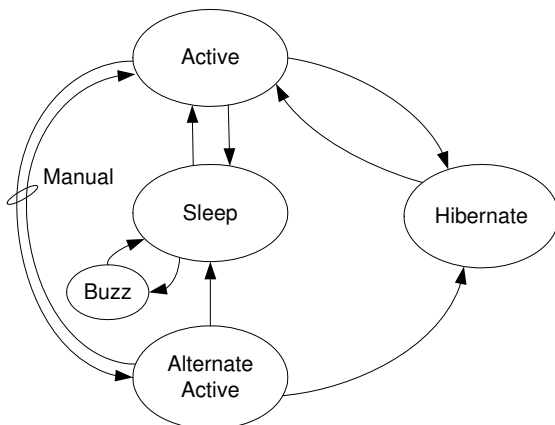 Active
Manual
Sleep
Hibernate
Buzz
Alternate
Active